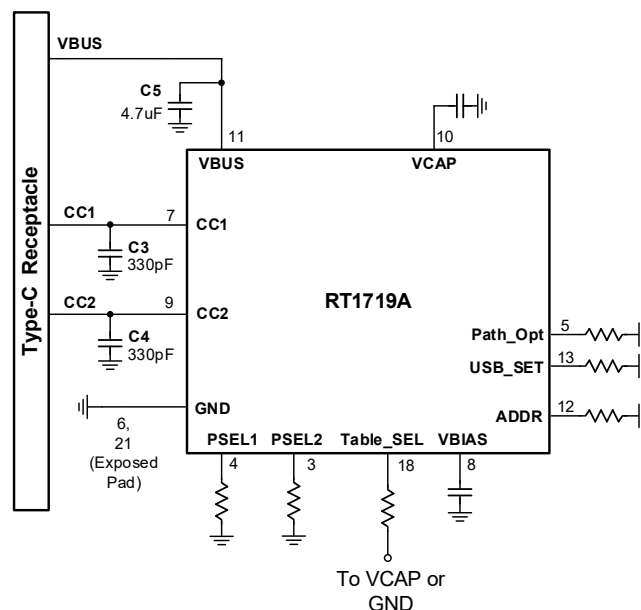 VBUS
C5
4.7uF
11
10
VBUS
VCAP
Type-C Receptacle
CC1
7
CC1
C3
330pF
CC2
9
CC2
C4
330pF
RT1719A
Path_Opt
5
USB_SET
13
ADDR
12
GND
6,
21
(Exposed
Pad)
PSEL1
PSEL2
Table_SEL
VBIAS
4
3
18
8
To VCAP or
GND